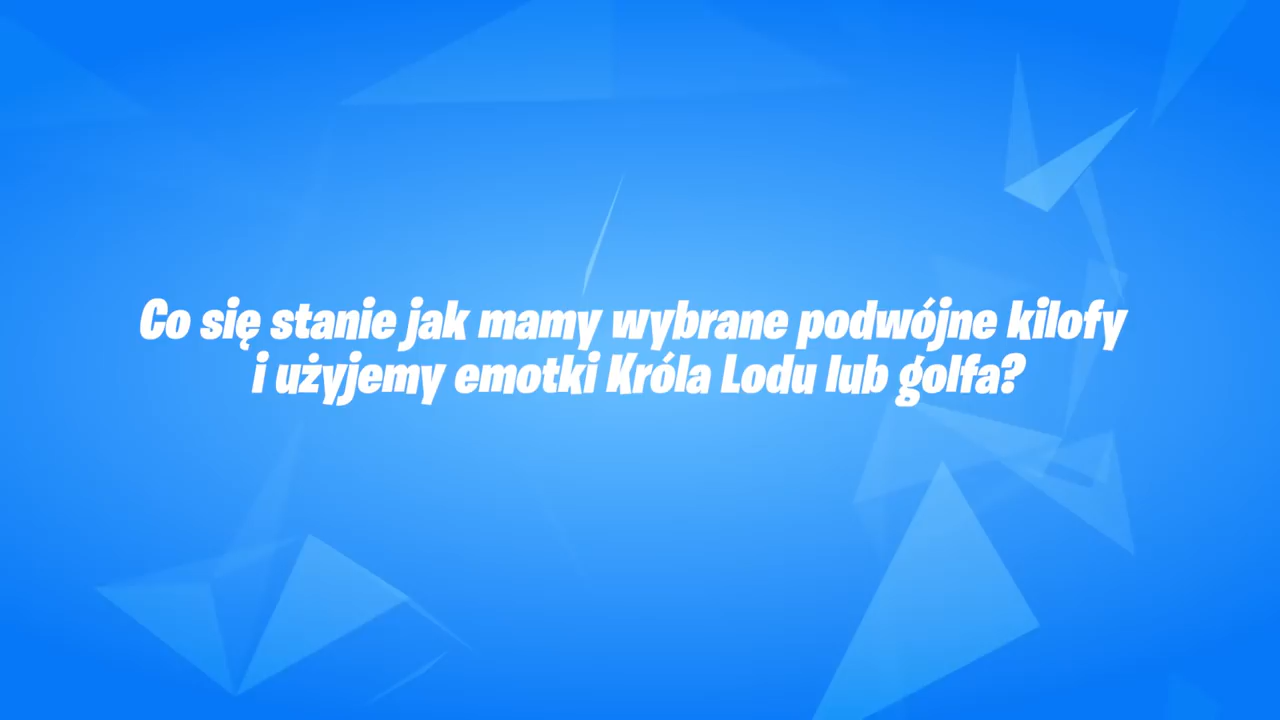 Co się stanie jak mamy wybrane podwójne kilofy
i użyjemy emotki Króla Lodu lub golfa?